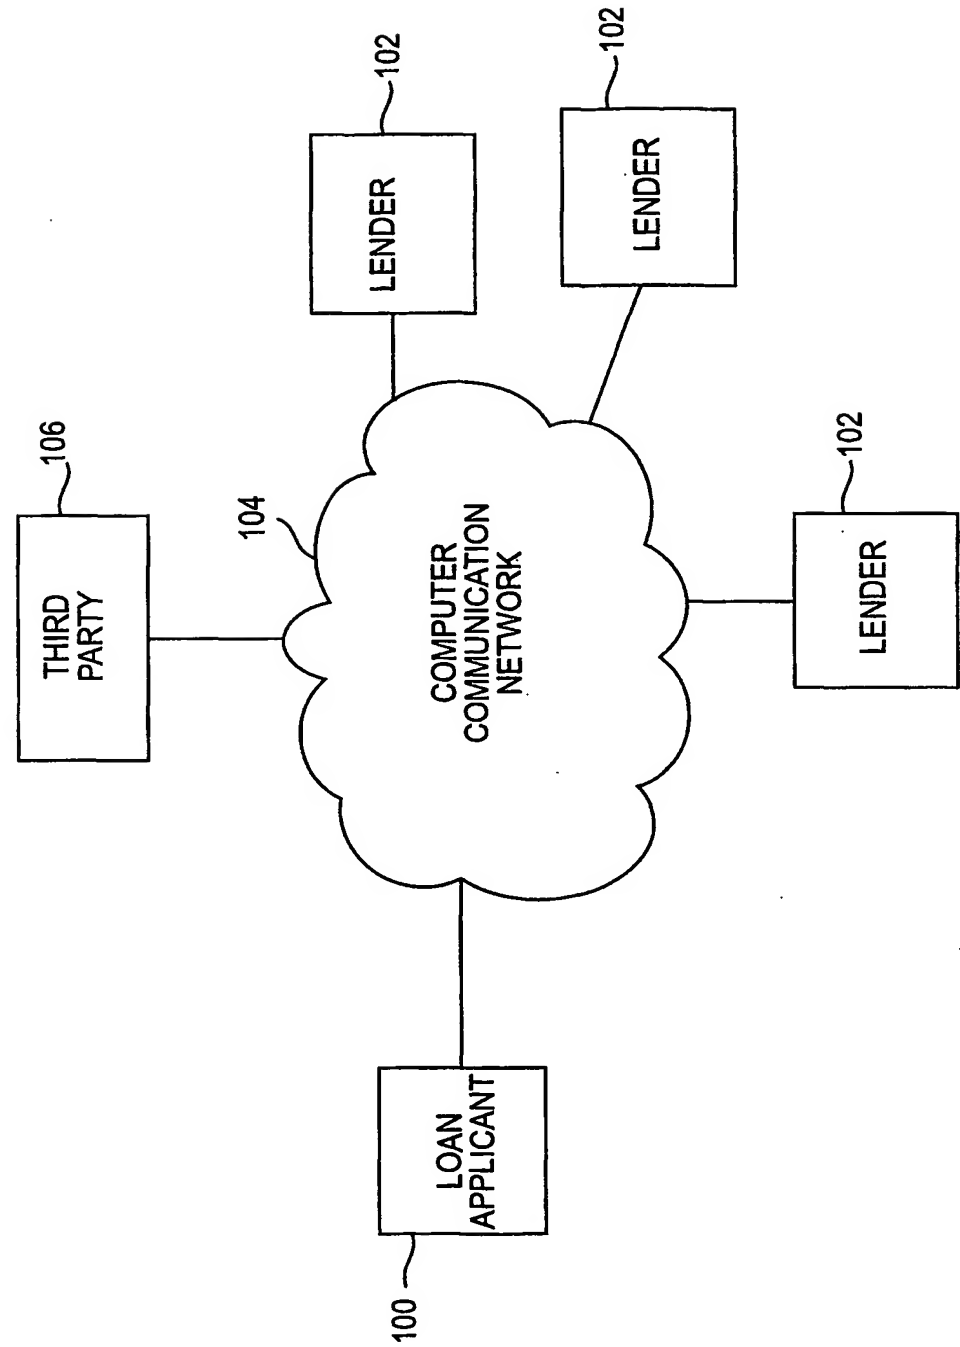 106
THIRD
PARTY
104
102
LENDER
102
LENDER
COMPUTER
COMMUNICATION
NETWORK
102
LENDER
LOAN
APPLICANT
100